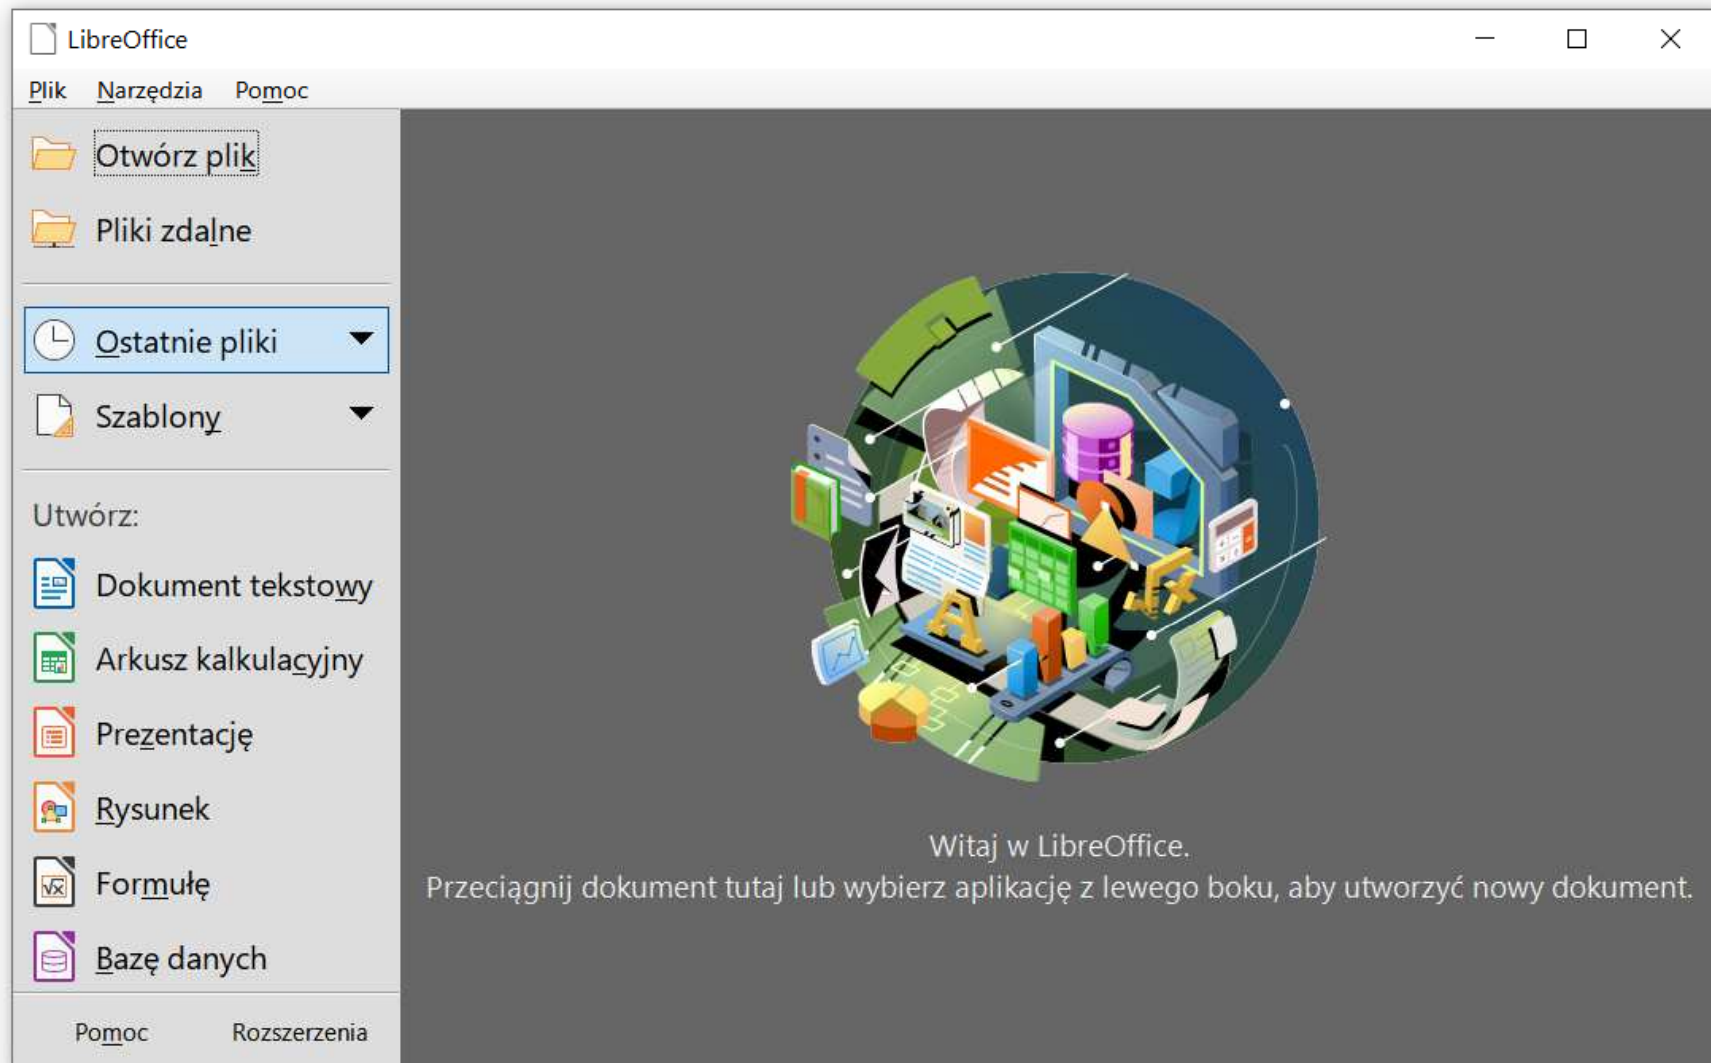 LibreOffice
Plik Narzędzia Pomoc
Otwórz plik
Pliki zdalne
Ostatnie pliki
Szablony
Utwórz:
Dokument tekstowy
Arkusz kalkulacyjny
Prezentację
Rysunek
Formułę
Bazę danych
Pomoc Rozszerzenia
Witaj w LibreOffice.
Przeciągnij dokument tutaj lub wybierz aplikację z lewego boku, aby utworzyć nowy dokument.